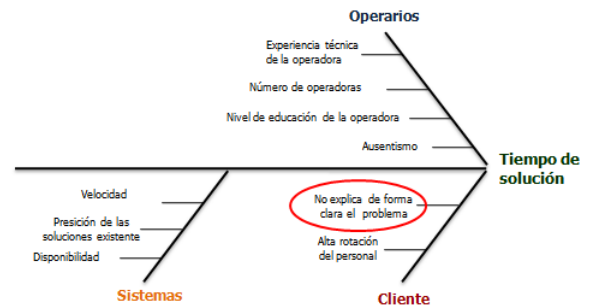 Operarios
Experiencia técnica
de la operadora
Número de operadoras
Nivel de educación de la operadora
Ausentismo
Tiempo de
solución
Velocidad
Presición de las
soluciones existente
Disponibilidad
Sistemas
No explica de forma
clara el problema
Alta rotación
del personal
Cliente